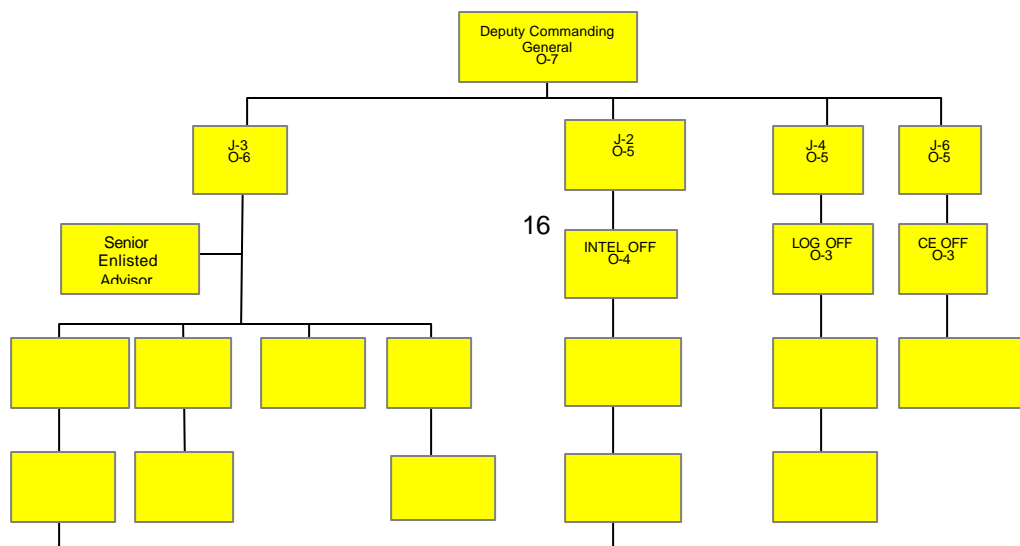 Deputy Commanding
General
O-7
J-3
O-6
J-2
O-5
J-4
O-5
J-6
O-5
16
Senior
Enlisted
Advisor
INTEL OFF
O-4
LOG OFF
O-3
CE OFF
O-3